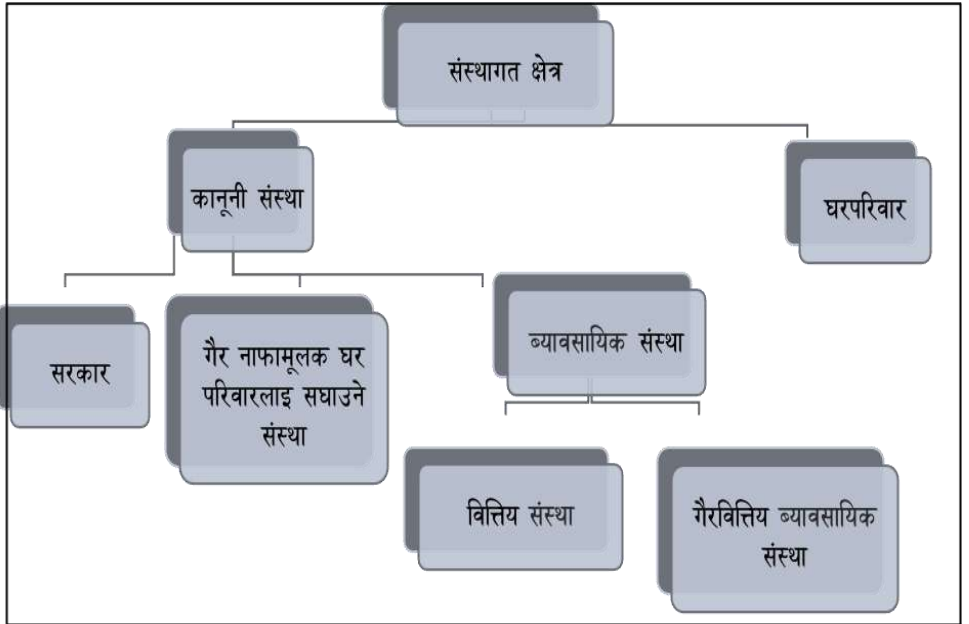 संस्थागत क्षेत्र
कानूनी संस्था
घरपरिवार
सरकार
गैर नाफामूलक घर
परिवारलाइ सघाउने
संस्था
ब्यावसायिक संस्था
वित्तिय संस्था
गैरवित्तिय ब्यावसायिक
संस्था